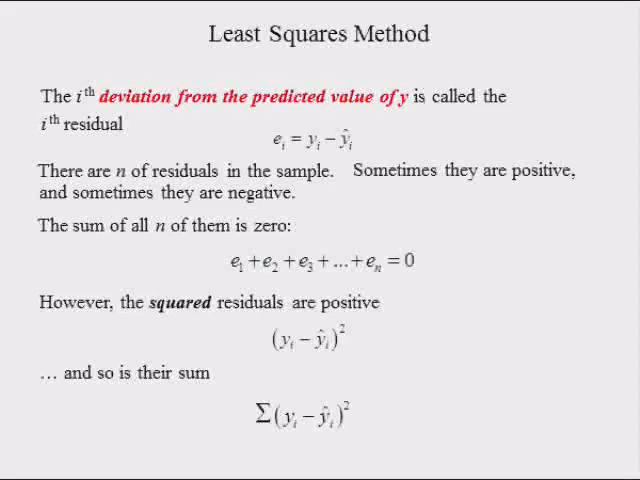 Least Squares Method
The iᵗʰ deviation from the predicted value of y is called the
iᵗʰ residual
eᵢ = yᵢ − ŷᵢ
There are n of residuals in the sample. Sometimes they are positive,
and sometimes they are negative.
The sum of all n of them is zero:
e₁ + e₂ + e₃ + ... + eₙ = 0
However, the squared residuals are positive
(yᵢ − ŷᵢ)²
… and so is their sum
Σ(yᵢ − ŷᵢ)²